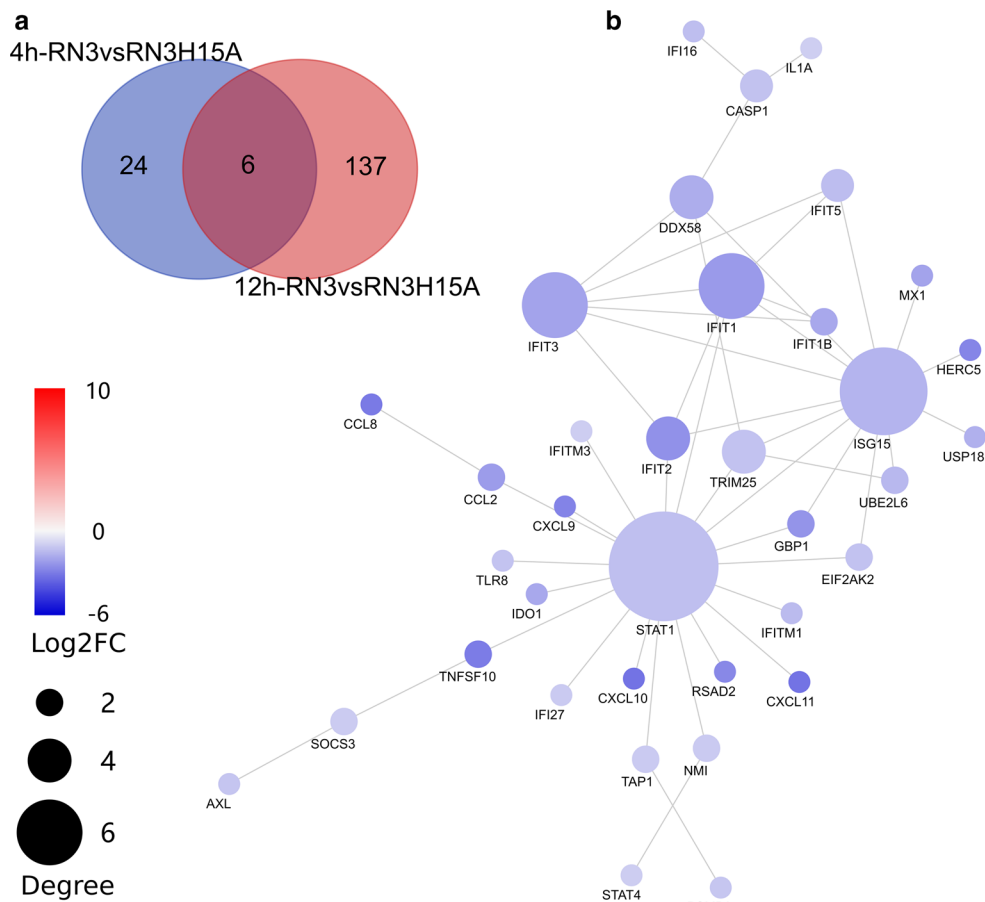 a
b
4h-RN3vsRN3H15A
24
6
137
12h-RN3vsRN3H15A
IFI16
IL1A
CASP1
DDX58
IFIT5
IFIT3
IFIT1
IFIT1B
MX1
HERC5
ISG15
USP18
UBE2L6
IFIT2
TRIM25
CCL8
IFITM3
CCL2
CXCL9
GBP1
EIF2AK2
TLR8
IDO1
STAT1
IFITM1
TNFSF10
CXCL10
RSAD2
CXCL11
IFI27
SOCS3
TAP1
NMI
AXL
STAT4
10
0
-6
Log2FC
2
4
6
Degree